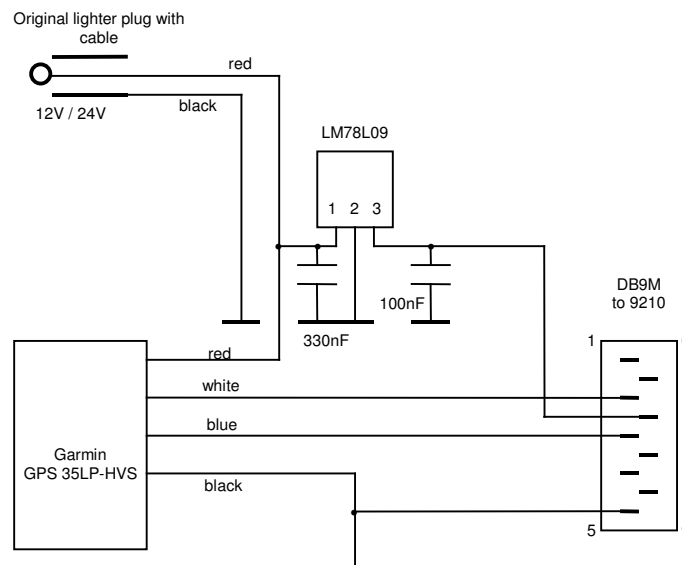 Original lighter plug with
cable
red
black
12V / 24V
LM78L09
1 2 3
100nF
330nF
DB9M
to 9210
1
red
white
blue
Garmin
GPS 35LP-HVS
black
5